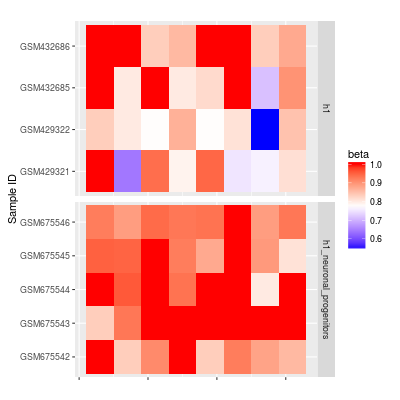 GSM432686
GSM432685
GSM429322
GSM429321
h1
GSM675546
GSM675545
GSM675544
GSM675543
GSM675542
h1_neuronal_progenitors
Sample ID
beta
1.0
0.9
0.8
0.7
0.6